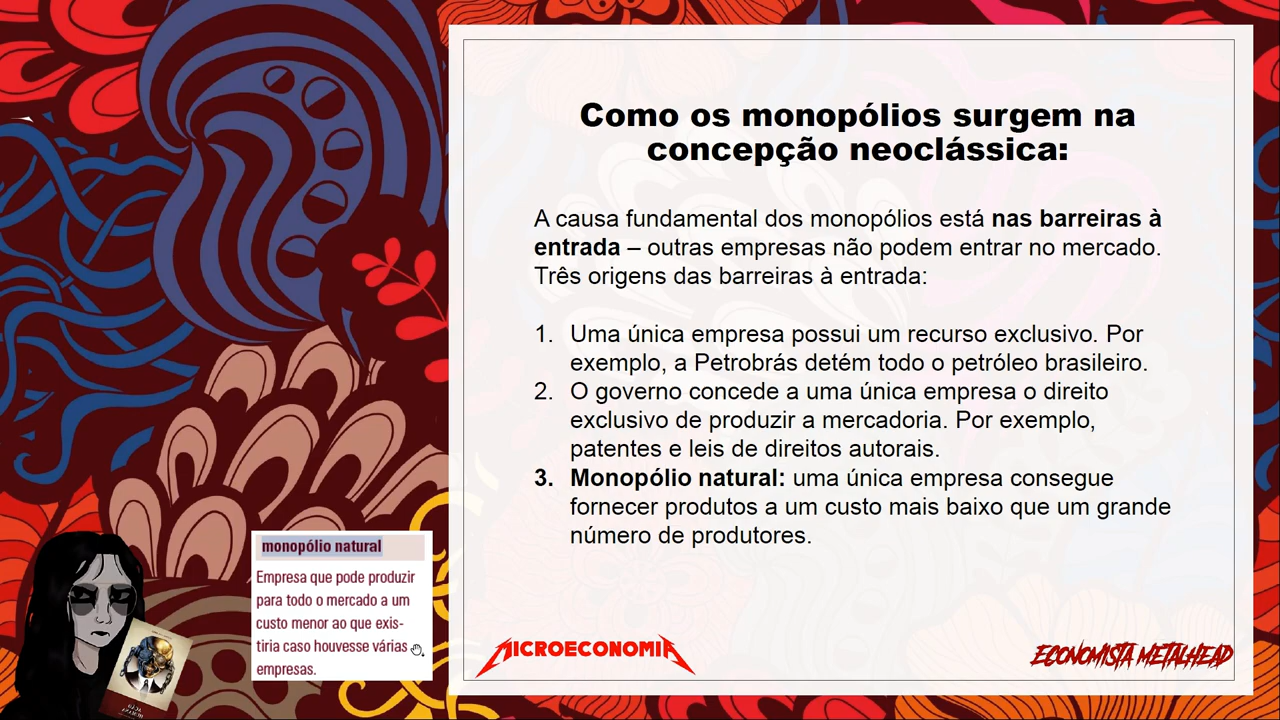 Como os monopólios surgem na
concepção neoclássica:
A causa fundamental dos monopólios está nas barreiras à
entrada – outras empresas não podem entrar no mercado.
Três origens das barreiras à entrada:
1. Uma única empresa possui um recurso exclusivo. Por
exemplo, a Petrobrás detém todo o petróleo brasileiro.
2. O governo concede a uma única empresa o direito
exclusivo de produzir a mercadoria. Por exemplo,
patentes e leis de direitos autorais.
3. Monopólio natural: uma única empresa consegue
fornecer produtos a um custo mais baixo que um grande
número de produtores.
monopólio natural
Empresa que pode produzir
para todo o mercado a um
custo menor ao que exis-
tiria caso houvesse várias
empresas.
MICROECONOMIA
ECONOMISTA METALHEAD